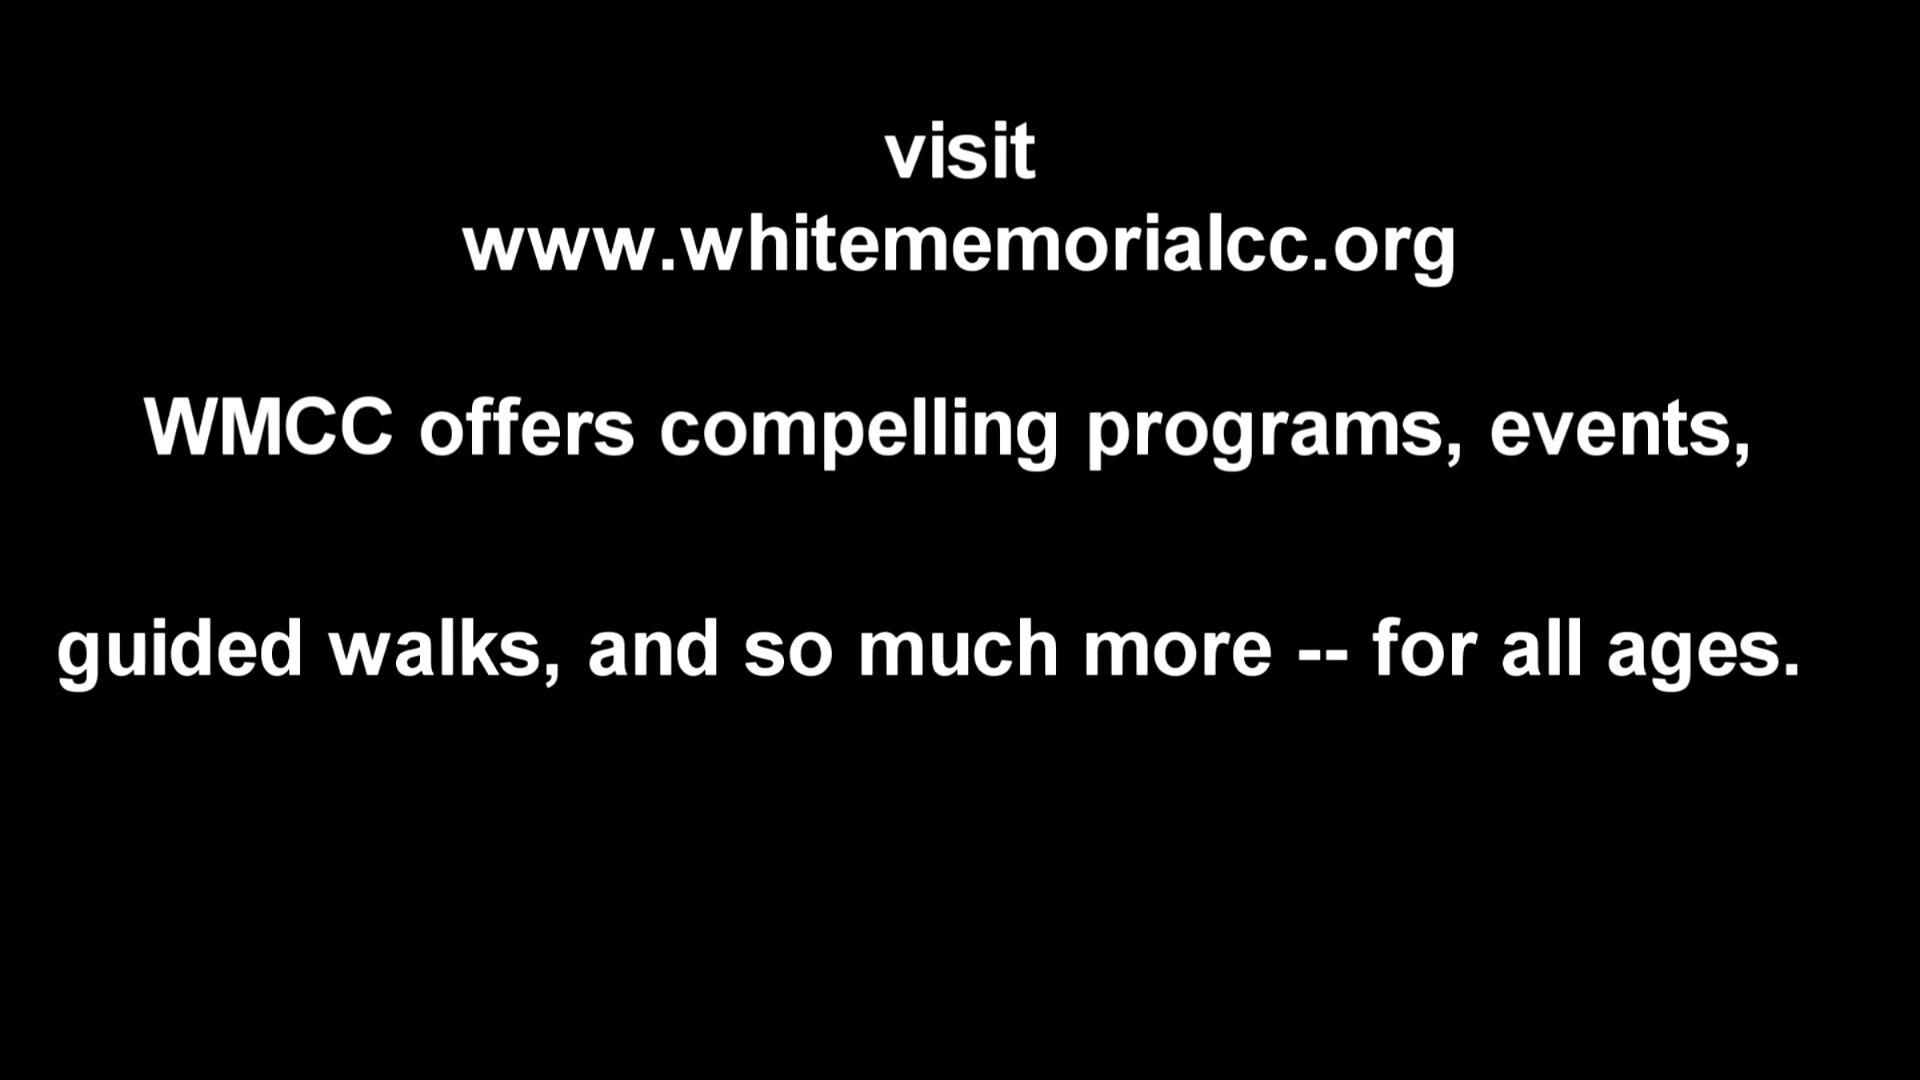 visit
www.whitememorialcc.org
WMCC offers compelling programs, events,
guided walks, and so much more -- for all ages.